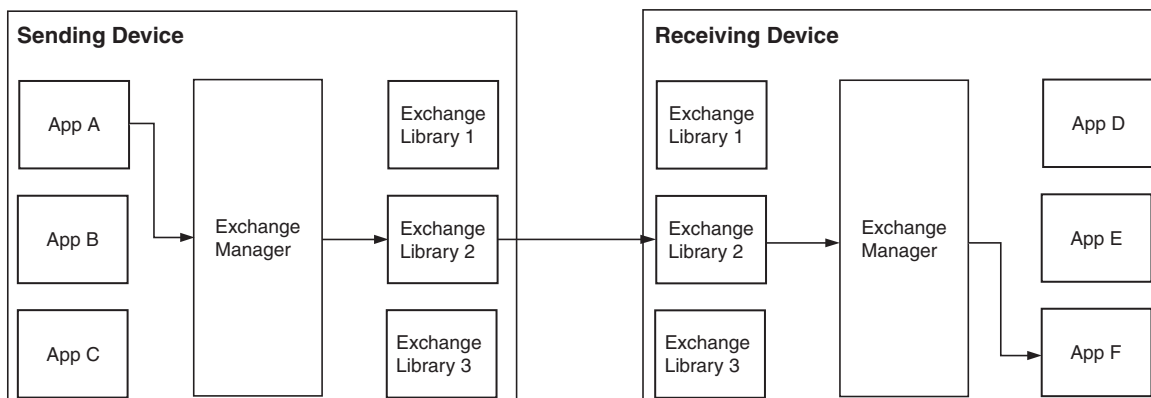 Sending Device
App A
App B
App C
Exchange
Manager
Exchange
Library 1
Exchange
Library 2
Exchange
Library 3
Receiving Device
Exchange
Library 1
Exchange
Library 2
Exchange
Library 3
Exchange
Manager
App D
App E
App F